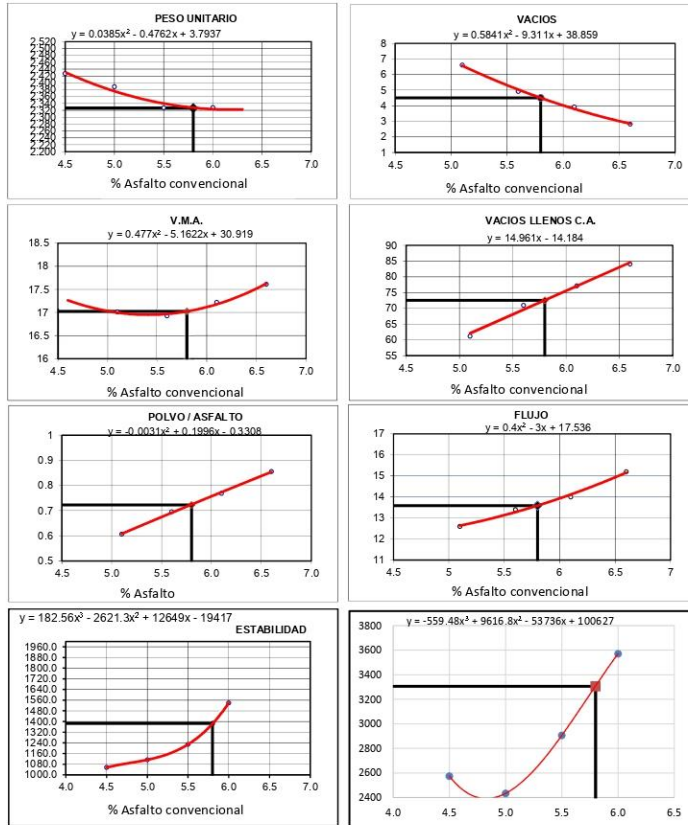 PESO UNITARIO
y = 0.0385x² - 0.4762x + 3.7937
2.520
2.500
2.480
2.460
2.440
2.420
2.400
2.380
2.360
2.340
2.320
2.300
2.280
2.260
2.240
2.220
2.200
4.5 5.0 5.5 6.0 6.5 7.0
% Asfalto convencional
VACIOS
y = 0.5841x² - 9.311x + 38.859
8
7
6
5
4
3
2
1
4.5 5.0 5.5 6.0 6.5 7.0
% Asfalto convencional
V.M.A.
y = 0.477x² - 5.1622x + 30.919
18.5
18
17.5
17
16.5
16
4.5 5.0 5.5 6.0 6.5 7.0
% Asfalto convencional
VACIOS LLENOS C.A.
y = 14.961x - 14.184
90
85
80
75
70
65
60
55
4.5 5.0 5.5 6.0 6.5 7.0
% Asfalto convencional
POLVO / ASFALTO
y = -0.0031x² + 0.1996x - 0.3308
1
0.9
0.8
0.7
0.6
0.5
4.5 5.0 5.5 6.0 6.5 7.0
% Asfalto
FLUJO
y = 0.4x² - 3x + 17.536
17
16
15
14
13
12
11
4.5 5 5.5 6 6.5 7
% Asfalto convencional
y = 182.56x³ - 2621.3x² + 12649x - 19417
ESTABILIDAD
1960.0
1880.0
1800.0
1720.0
1640.0
1560.0
1480.0
1400.0
1320.0
1240.0
1160.0
1080.0
1000.0
4.0 4.5 5.0 5.5 6.0 6.5 7.0
% Asfalto convencional
y = -559.48x³ + 9616.8x² - 53736x + 100627
3800
3600
3400
3200
3000
2800
2600
2400
4.0 4.5 5.0 5.5 6.0 6.5